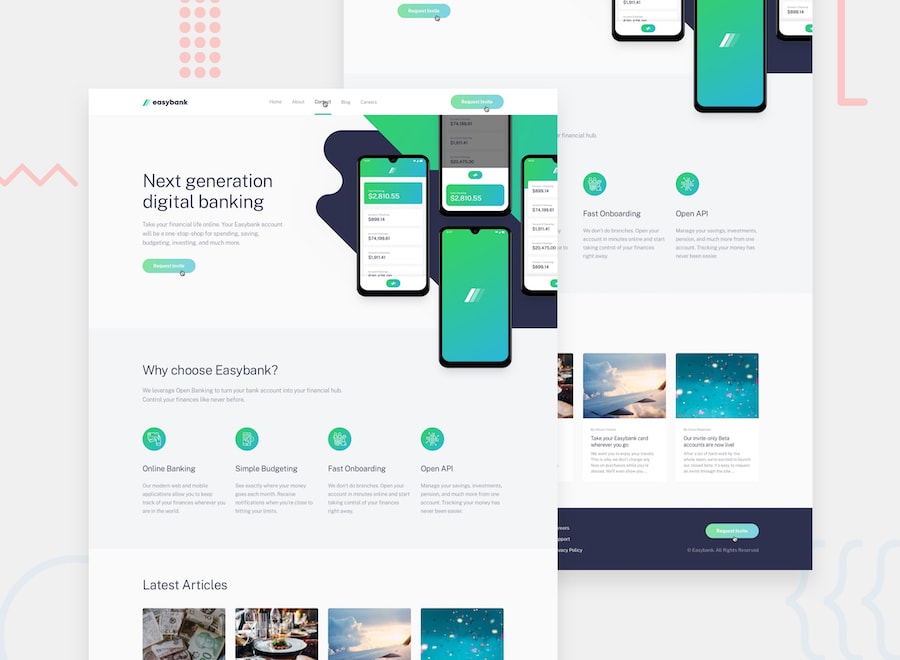 easybank
Home
About
Contact
Blog
Careers
Request Invite
Next generation
digital banking
Take your financial life online. Your Easybank account
will be a one-stop-shop for spending, saving,
budgeting, investing, and much more.
Request Invite
$2,810.55
$899.14
$74,199.61
$1,911.41
$74,199.61
$1,911.41
$20,475.00
$2,810.55
$899.14
$74,199.61
$1,911.41
$20,475.00
$899.14
Why choose Easybank?
We leverage Open Banking to turn your bank account into your financial hub.
Control your finances like never before.
Online Banking
Our modern web and mobile
applications allow you to keep
track of your finances wherever you
are in the world.
Simple Budgeting
See exactly where your money
goes each month. Receive
notifications when you're close to
hitting your limits.
Fast Onboarding
We don't do branches. Open your
account in minutes online and start
taking control of your finances
right away.
Open API
Manage your savings, investments,
pension, and much more from one
account. Tracking your money has
never been easier.
Latest Articles
Request Invite
$1,911.41
$899.14
financial hub.
Fast Onboarding
We don't do branches. Open your
account in minutes online and start
taking control of your finances
right away.
Open API
Manage your savings, investments,
pension, and much more from one
account. Tracking your money has
never been easier.
Take your Easybank card
wherever you go
We want you to enjoy your travels.
This is why we don't charge any
fees on purchases while you're
abroad. We'll even show you...
Our invite-only Beta
accounts are now live!
After a lot of hard work by the
whole team, we're excited to launch
our closed beta. It's easy to request
an invite through the site...
Request Invite
© Easybank. All Rights Reserved